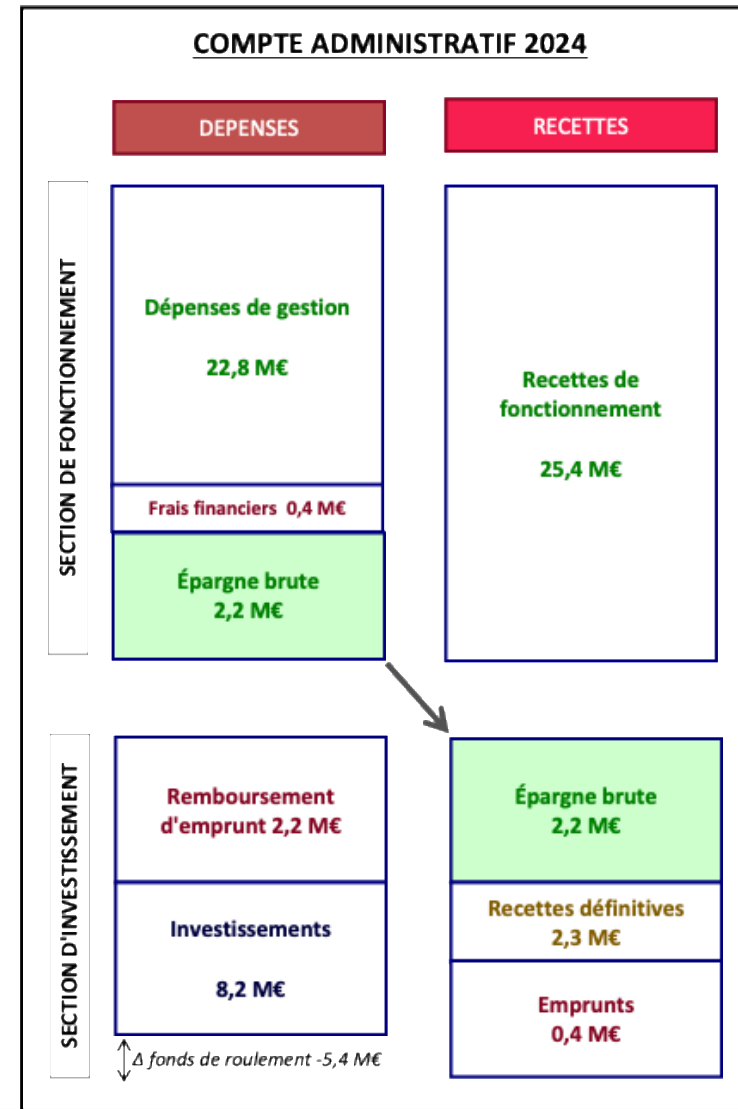 COMPTE ADMINISTRATIF 2024
DEPENSES
RECETTES
SECTION DE FONCTIONNEMENT
Dépenses de gestion
22,8 M€
Frais financiers 0,4 M€
Épargne brute
2,2 M€
Recettes de
fonctionnement
25,4 M€
SECTION D'INVESTISSEMENT
Remboursement
d'emprunt 2,2 M€
Investissements
8,2 M€
Δ fonds de roulement -5,4 M€
Épargne brute
2,2 M€
Recettes définitives
2,3 M€
Emprunts
0,4 M€